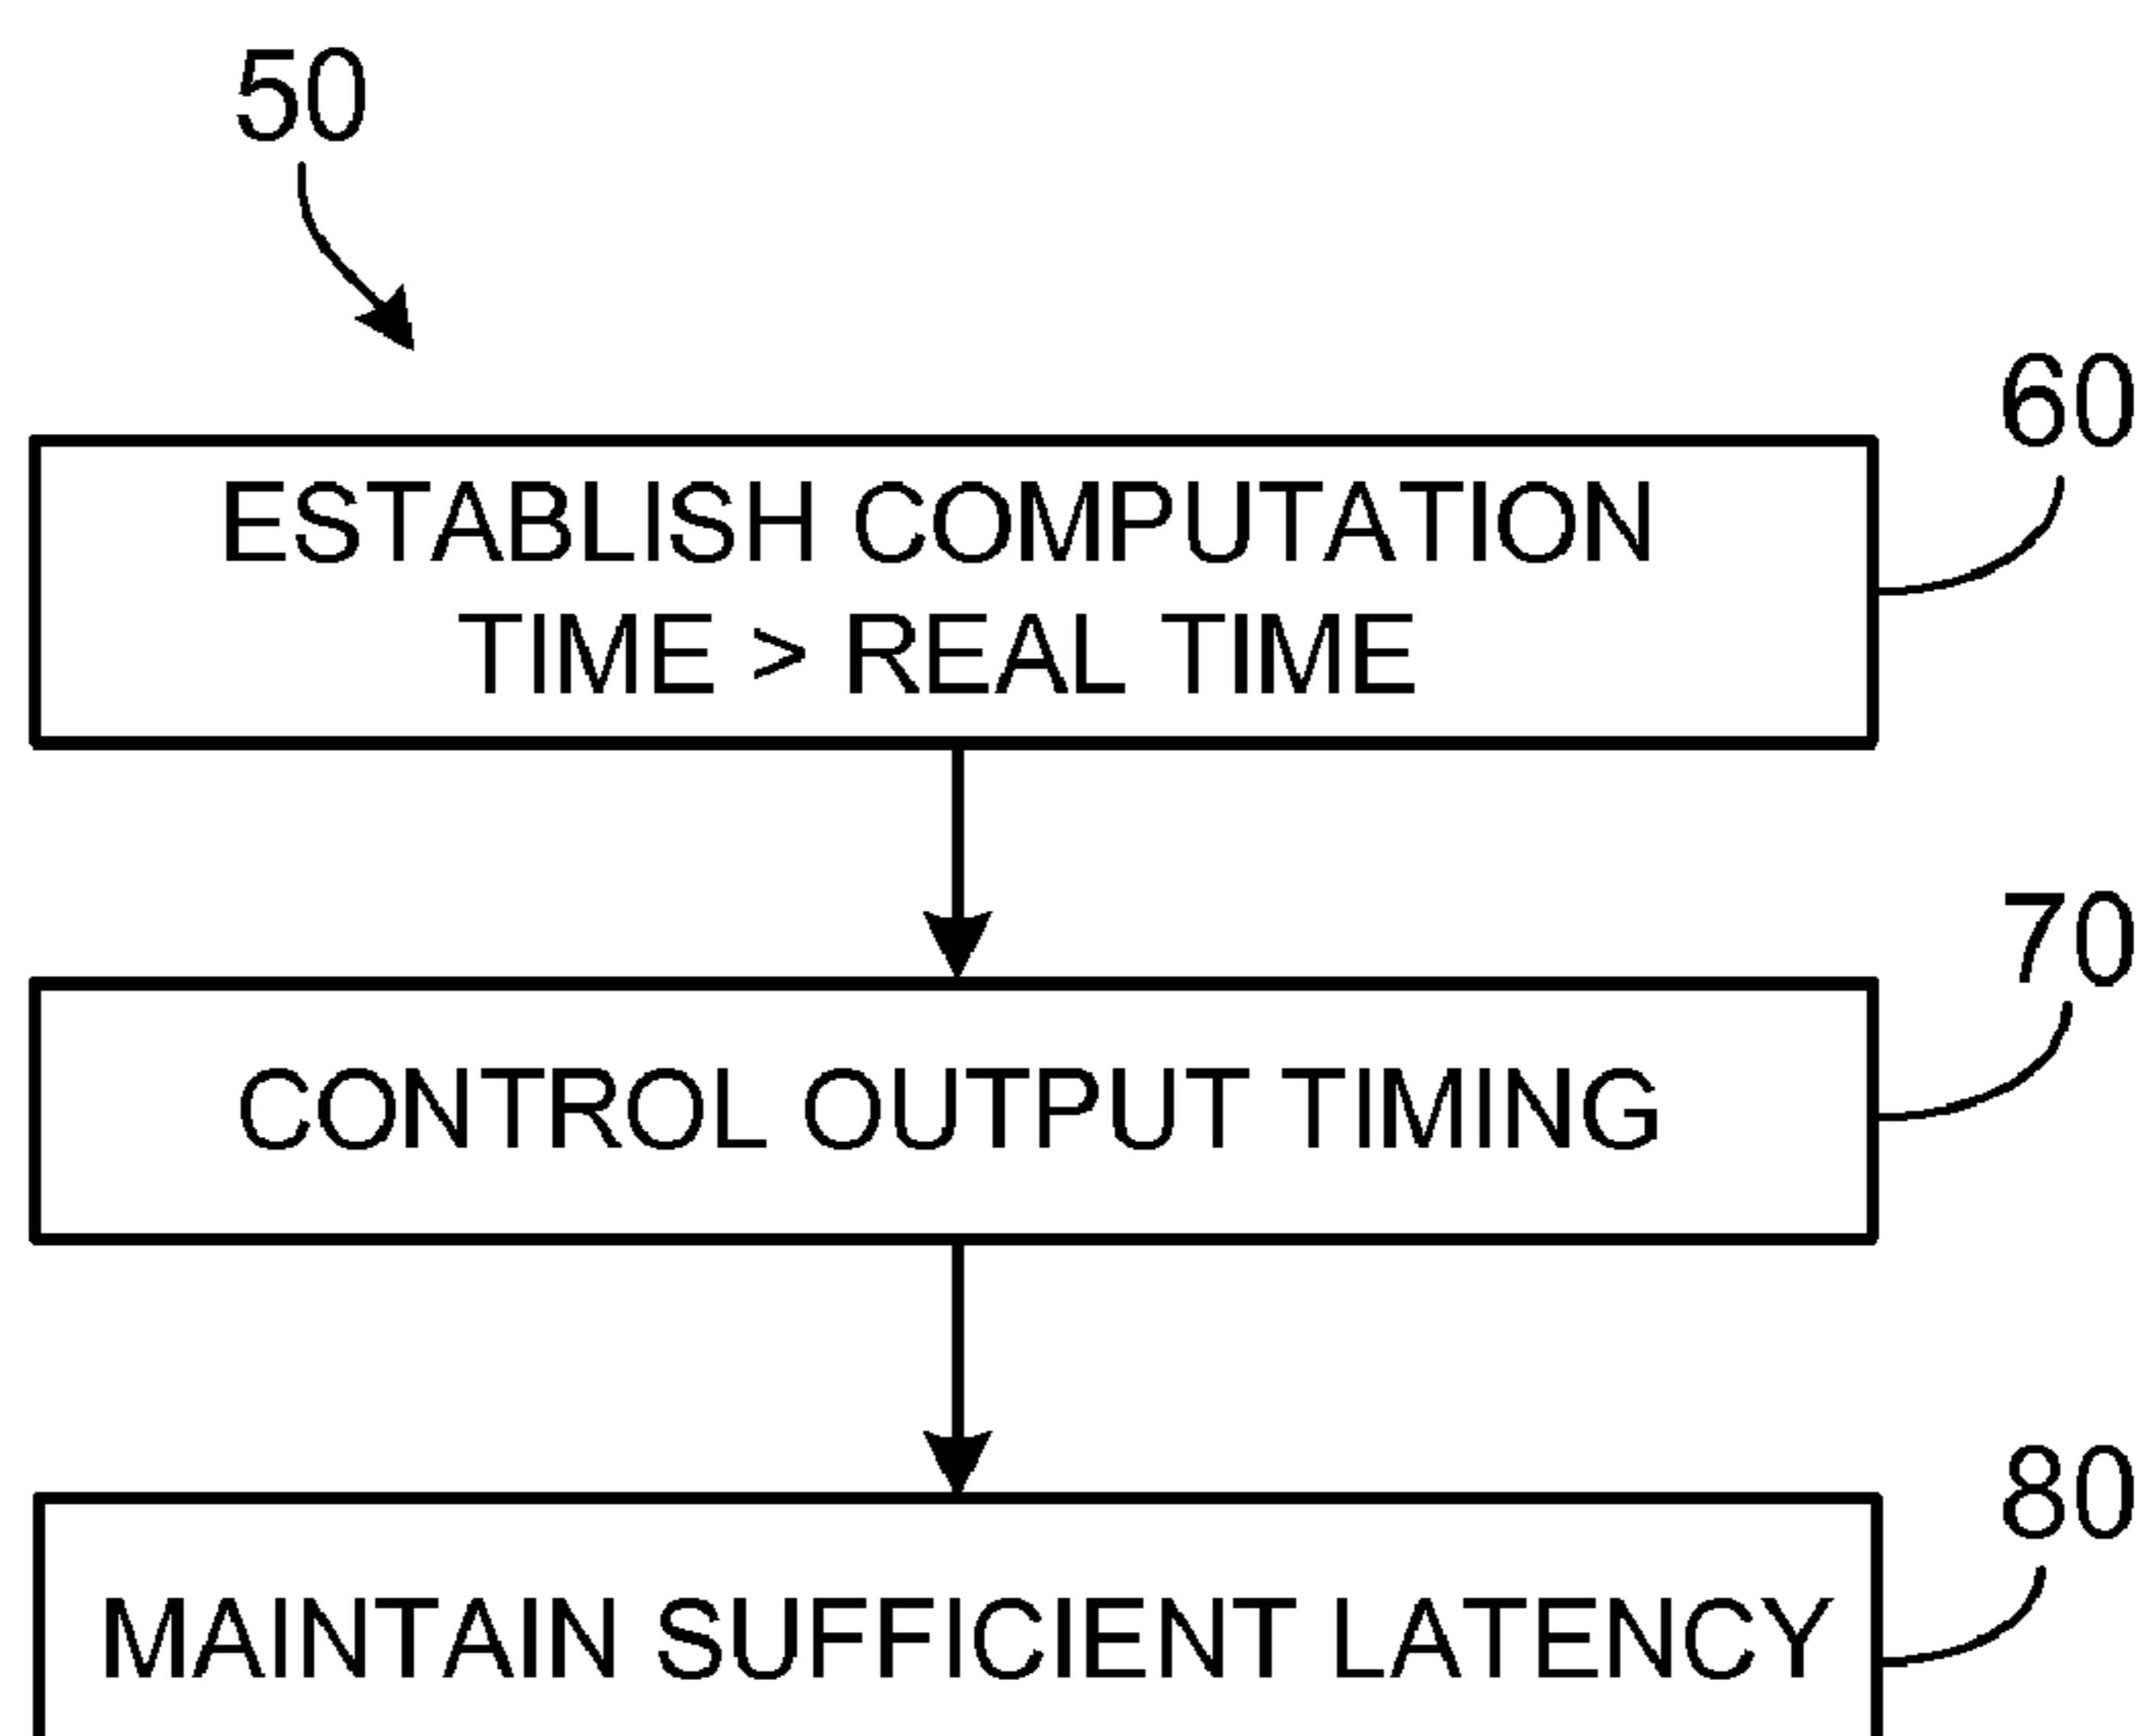 50
60
ESTABLISH COMPUTATION
TIME > REAL TIME
70
CONTROL OUTPUT TIMING
80
MAINTAIN SUFFICIENT LATENCY